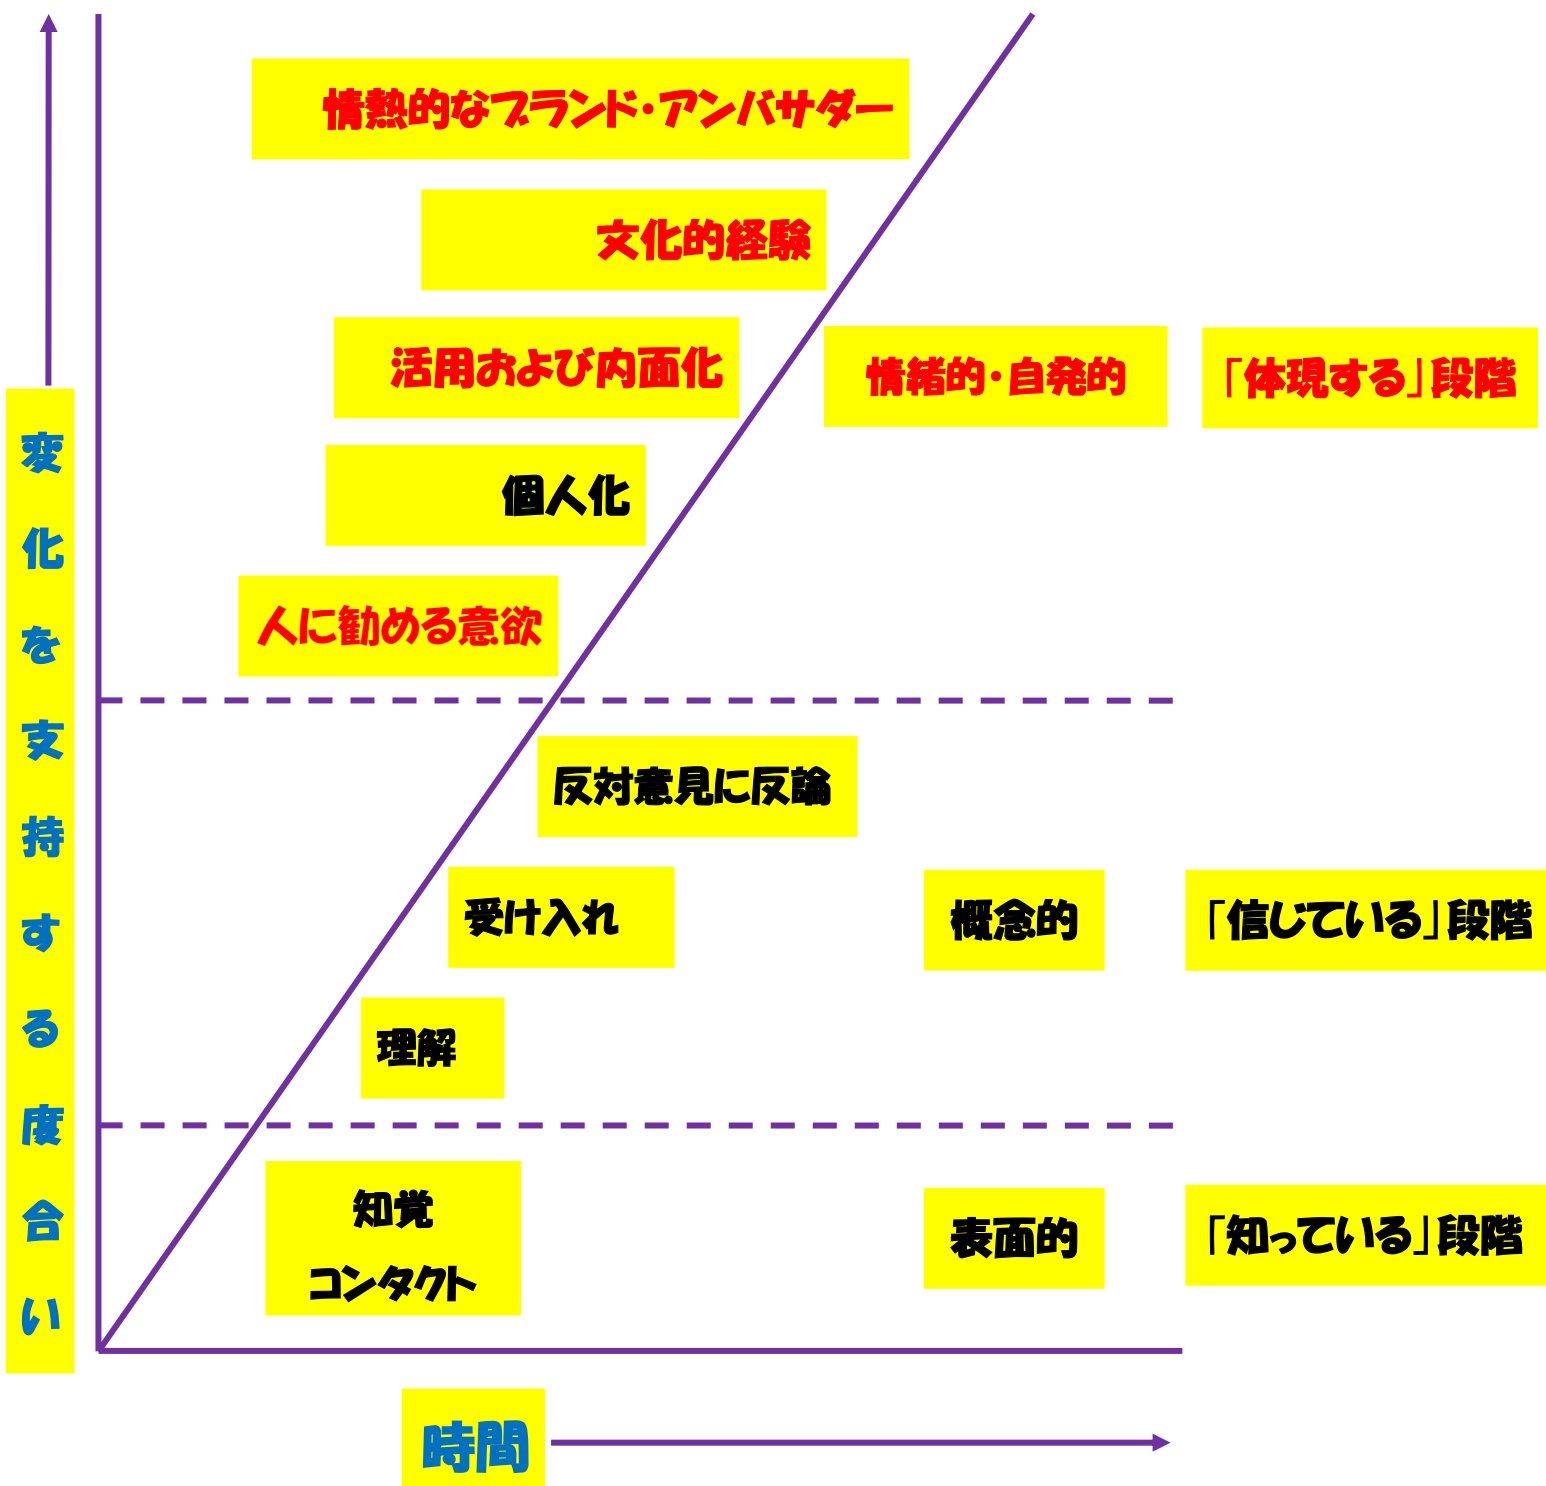 情熱的なブランド・アンバサダー
文化的経験
活用および内面化
情緒的・自発的
「体現する」段階
個人化
人に勧める意欲
反対意見に反論
受け入れ
概念的
「信じている」段階
理解
知覚
コンタクト
表面的
「知っている」段階
変化を支持する度合い
時間